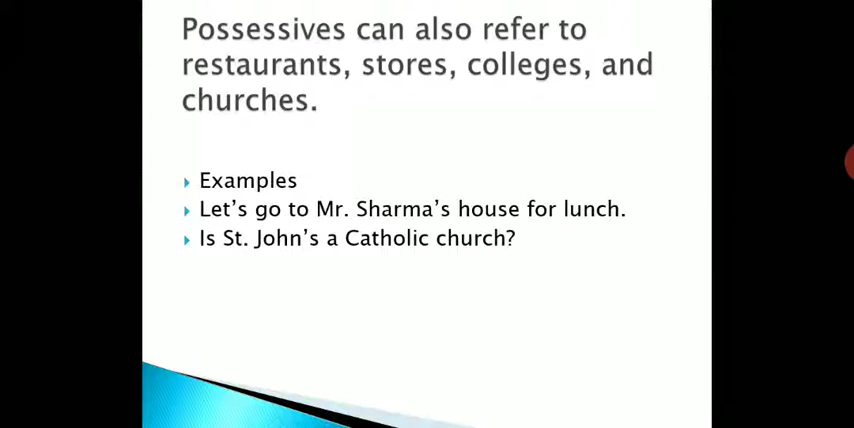 Possessives can also refer to
restaurants, stores, colleges, and
churches.
Examples
Let’s go to Mr. Sharma’s house for lunch.
Is St. John’s a Catholic church?